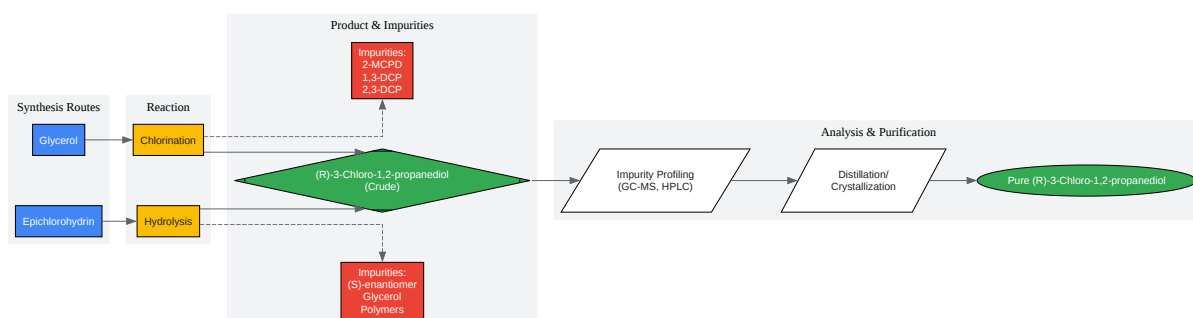 Product & Impurities
Impurities:
2-MCPD
1,3-DCP
2,3-DCP
Synthesis Routes
Reaction
Glycerol
Chlorination
Analysis & Purification
(R)-3-Chloro-1,2-propanediol
(Crude)
Impurity Profiling
(GC-MS, HPLC)
Distillation/
Crystallization
Pure (R)-3-Chloro-1,2-propanediol
Epichlorohydrin
Hydrolysis
Impurities:
(S)-enantiomer
Glycerol
Polymers